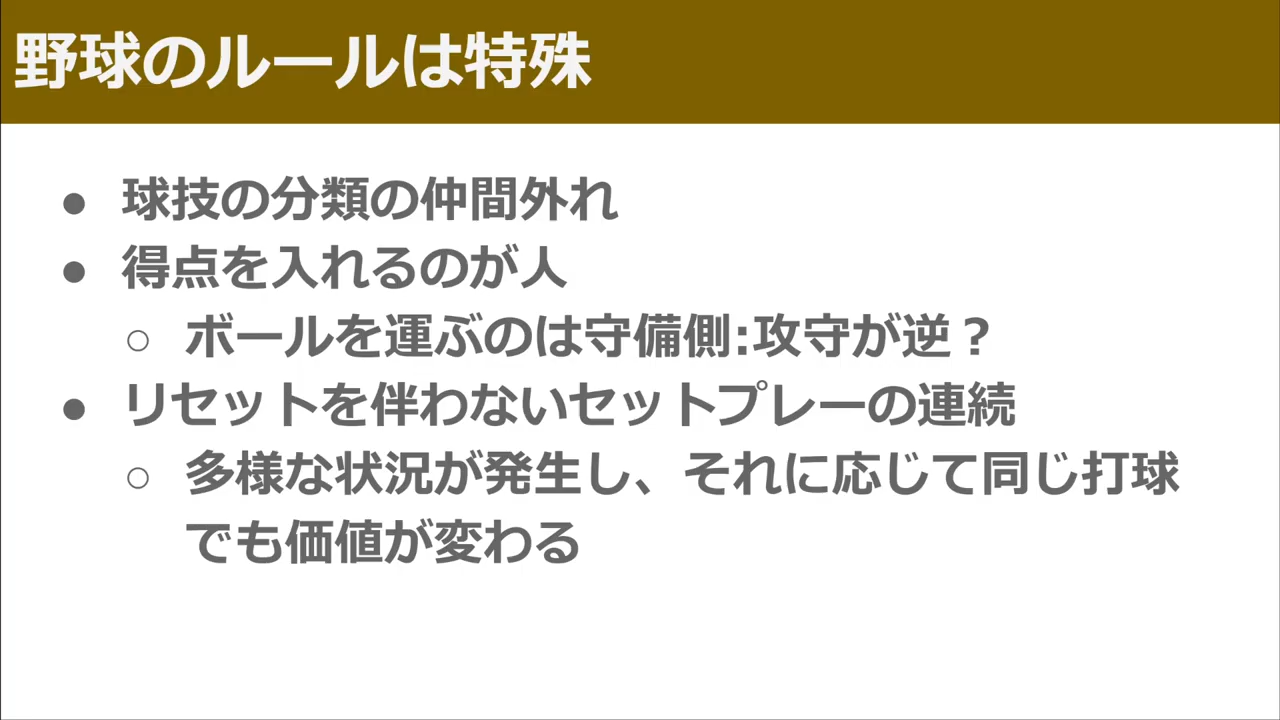 野球のルールは特殊
● 球技の分類の仲間外れ
● 得点を入れるのが人
○ ボールを運ぶのは守備側:攻守が逆？
● リセットを伴わないセットプレーの連続
○ 多様な状況が発生し、それに応じて同じ打球
でも価値が変わる